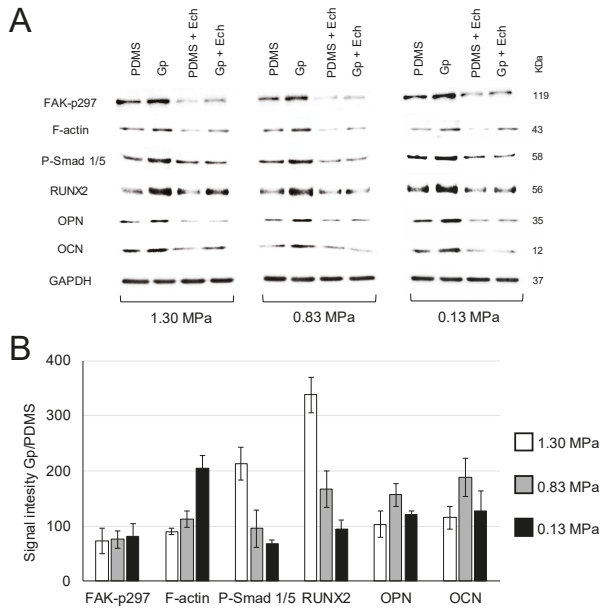 A
PDMS Gp PDMS + Ech Gp + Ech PDMS Gp PDMS + Ech Gp + Ech PDMS Gp PDMS + Ech Gp + Ech KDa
FAK-p297 119
F-actin 43
P-Smad 1/5 58
RUNX2 56
OPN 35
OCN 12
GAPDH 37
1.30 MPa 0.83 MPa 0.13 MPa
B
Signal intesity Gp/PDMS
400
300
200
100
0
FAK-p297 F-actin P-Smad 1/5 RUNX2 OPN OCN
1.30 MPa
0.83 MPa
0.13 MPa